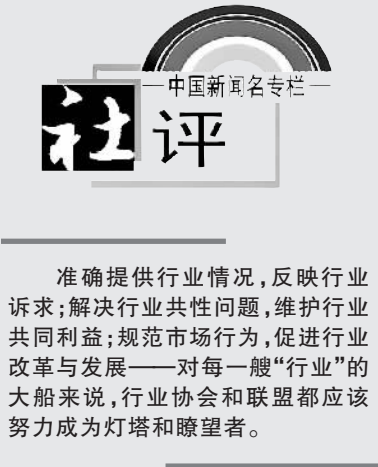 中国新闻名专栏
社评
准确提供行业情况,反映行业
诉求;解决行业共性问题,维护行业
共同利益;规范市场行为,促进行业
改革与发展——对每一艘“行业”的
大船来说,行业协会和联盟都应该
努力成为灯塔和瞭望者。